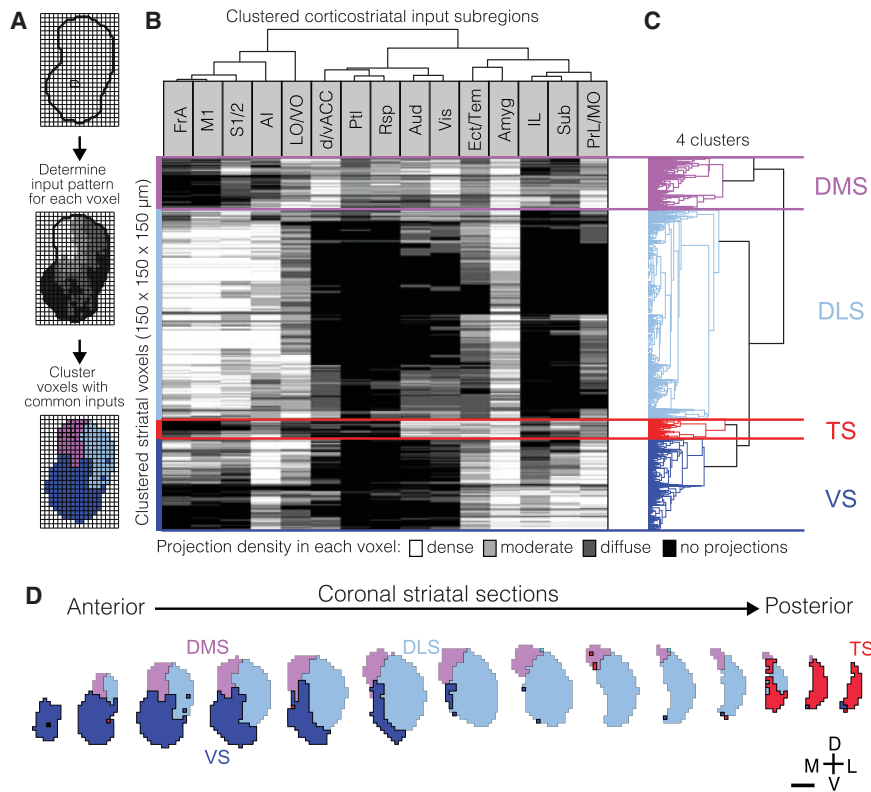 A
B
Clustered corticostriatal input subregions
C
FrA
M1
S1/2
AI
LO/VO
d/vACC
Ptl
Rsp
Aud
Vis
Ect/Tem
Amyg
IL
Sub
PrL/MO
Determine
input pattern
for each voxel
Cluster
voxels with
common inputs
Clustered striatal voxels (150 x 150 x 150 µm)
4 clusters
DMS
DLS
TS
VS
Projection density in each voxel: dense moderate diffuse no projections
D
Coronal striatal sections
Anterior
Posterior
DMS
DLS
TS
VS
D
M L
V